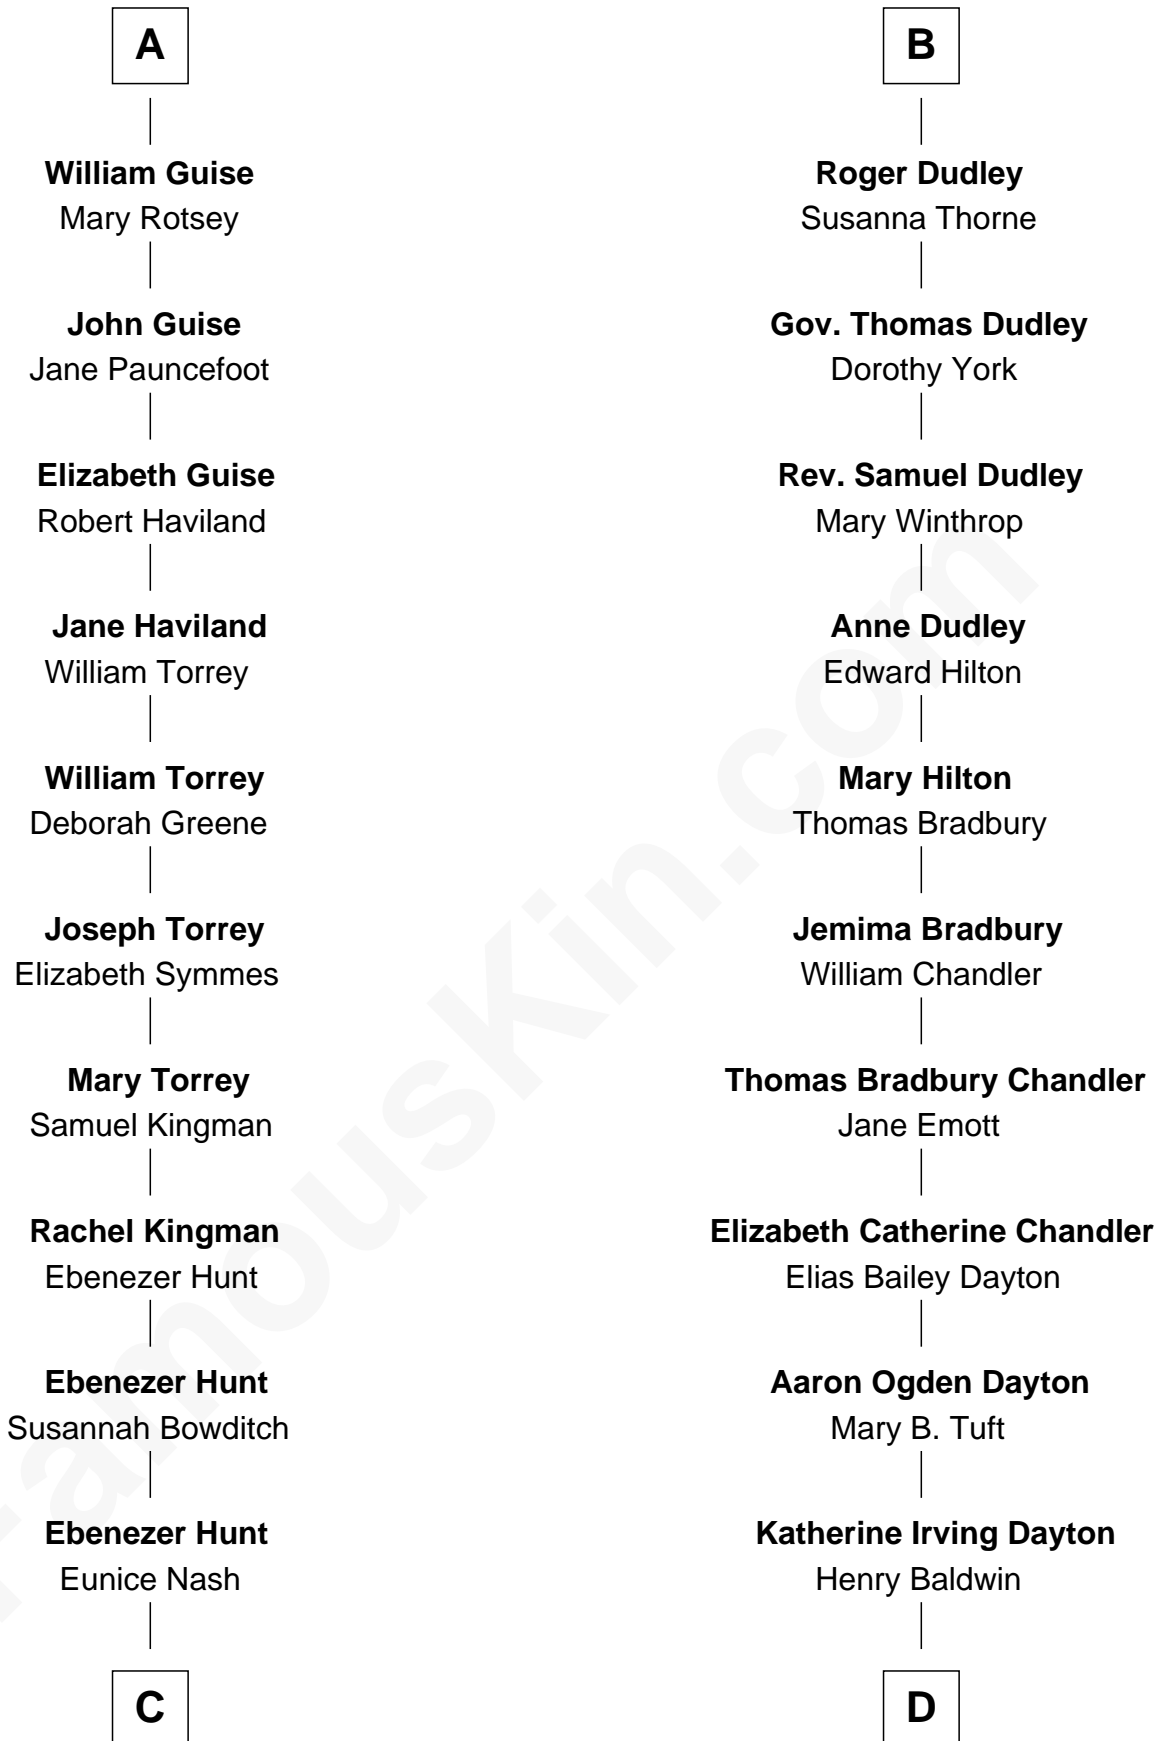 A
William Guise
Mary Rotsey
John Guise
Jane Pauncefoot
Elizabeth Guise
Robert Haviland
Jane Haviland
William Torrey
William Torrey
Deborah Greene
Joseph Torrey
Elizabeth Symmes
Mary Torrey
Samuel Kingman
Rachel Kingman
Ebenezer Hunt
Ebenezer Hunt
Susannah Bowditch
Ebenezer Hunt
Eunice Nash
C
B
Roger Dudley
Susanna Thorne
Gov. Thomas Dudley
Dorothy York
Rev. Samuel Dudley
Mary Winthrop
Anne Dudley
Edward Hilton
Mary Hilton
Thomas Bradbury
Jemima Bradbury
William Chandler
Thomas Bradbury Chandler
Jane Emott
Elizabeth Catherine Chandler
Elias Bailey Dayton
Aaron Ogden Dayton
Mary B. Tuft
Katherine Irving Dayton
Henry Baldwin
D
FamousKin.com